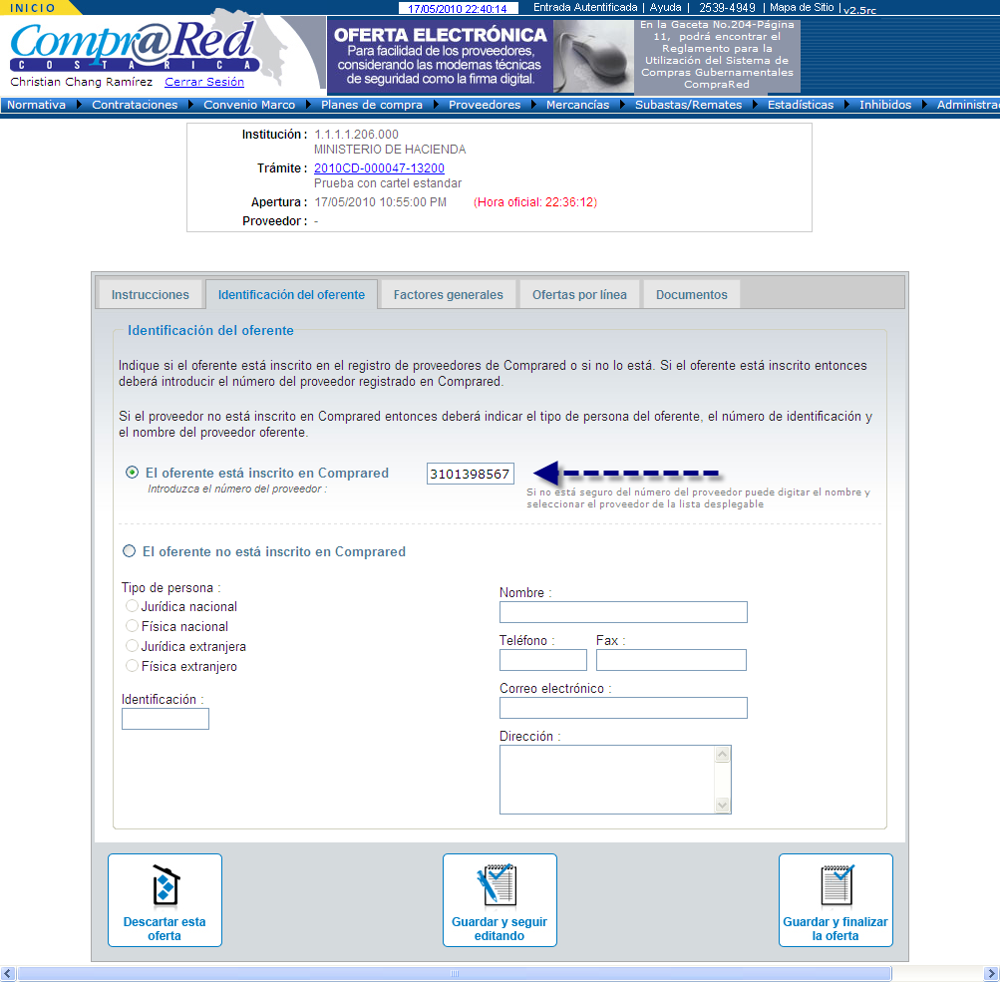 INICIO
17/05/2010 22:40:14
Entrada Autentificada | Ayuda | 2539-4949 | Mapa de Sitio | v2.5rc
Compr@Red
COSTA RICA
Christian Chang Ramírez Cerrar Sesión
OFERTA ELECTRÓNICA
Para facilidad de los proveedores,
considerando las modernas técnicas
de seguridad como la firma digital.
En la Gaceta No.204-Página
11, podrá encontrar el
Reglamento para la
Utilización del Sistema de
Compras Gubernamentales
CompraRed
Normativa Contrataciones Convenio Marco Planes de compra Proveedores Mercancías Subastas/Remates Estadísticas Inhibidos Administra
Institución : 1.1.1.1.206.000
MINISTERIO DE HACIENDA
Trámite : 2010CD-000047-13200
Prueba con cartel estandar
Apertura : 17/05/2010 10:55:00 PM (Hora oficial: 22:36:12)
Proveedor : -
Instrucciones Identificación del oferente Factores generales Ofertas por línea Documentos
Identificación del oferente
Indique si el oferente está inscrito en el registro de proveedores de Comprared o si no lo está. Si el oferente está inscrito entonces
deberá introducir el número del proveedor registrado en Comprared.
Si el proveedor no está inscrito en Comprared entonces deberá indicar el tipo de persona del oferente, el número de identificación y
el nombre del proveedor oferente.
El oferente está inscrito en Comprared 3101398567
Introduzca el número del proveedor :
Si no está seguro del número del proveedor puede digitar el nombre y
seleccionar el proveedor de la lista desplegable
El oferente no está inscrito en Comprared
Tipo de persona :
Jurídica nacional
Física nacional
Jurídica extranjera
Física extranjero
Identificación :
Nombre :
Teléfono : Fax :
Correo electrónico :
Dirección :
Descartar esta
oferta
Guardar y seguir
editando
Guardar y finalizar
la oferta